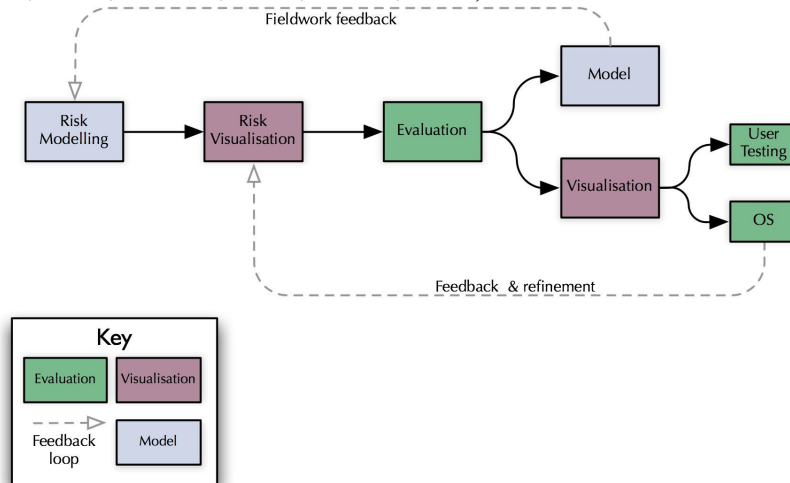 Fieldwork feedback
Model
Risk
Modelling
Risk
Visualisation
Evaluation
User
Testing
Visualisation
OS
Feedback & refinement
Key
Evaluation
Visualisation
Feedback
loop
Model